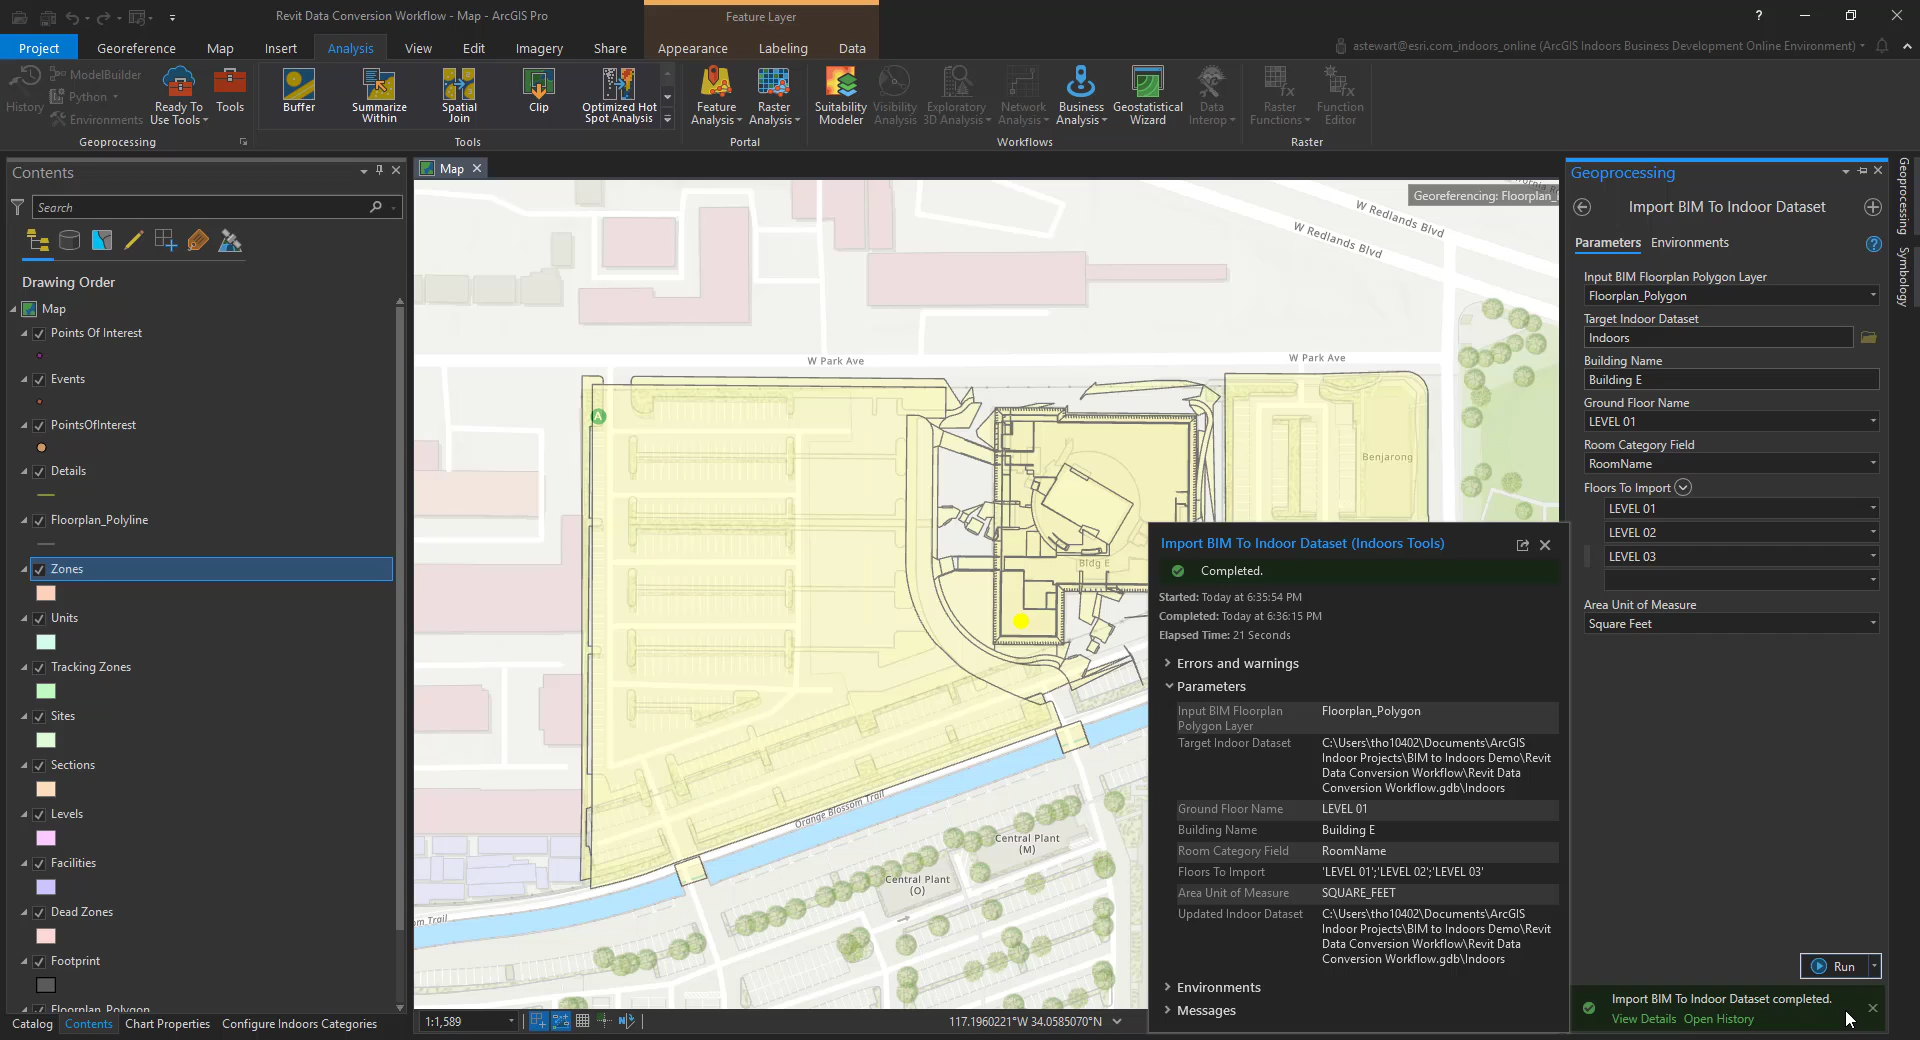 Revit Data Conversion Workflow - Map - ArcGIS Pro
Feature Layer
?
Project
Georeference
Map
Insert
Analysis
View
Edit
Imagery
Share
Appearance
Labeling
Data
astewart@esri.com_indoors_online (ArcGIS Indoors Business Development Online Environment)
History
ModelBuilder
Python
Environments
Ready To
Use Tools
Tools
Buffer
Summarize
Within
Spatial
Join
Clip
Optimized Hot
Spot Analysis
Feature
Analysis
Raster
Analysis
Suitability
Modeler
Visibility
Analysis
Exploratory
3D Analysis
Network
Analysis
Business
Analysis
Geostatistical
Wizard
Data
Interop
Raster
Functions
Function
Editor
Geoprocessing
Tools
Portal
Workflows
Raster
Contents
Search
Drawing Order
Map
Points Of Interest
Events
PointsOfInterest
Details
Floorplan_Polyline
Zones
Units
Tracking Zones
Sites
Sections
Levels
Facilities
Dead Zones
Footprint
Floorplan_Polygon
Catalog
Contents
Chart Properties
Configure Indoors Categories
Map
Georeferencing: Floorplan_
W Redlands Blvd
W Redlands Blvd
W Park Ave
W Park Ave
A
Benjarong
Bldg E
Orange Blossom Trail
Central Plant
(M)
Central Plant
(O)
om Trail
1:1,589
117.1960221°W 34.0585070°N
Import BIM To Indoor Dataset (Indoors Tools)
Completed.
Started: Today at 6:35:54 PM
Completed: Today at 6:36:15 PM
Elapsed Time: 21 Seconds
Errors and warnings
Parameters
Input BIM Floorplan
Polygon Layer
Floorplan_Polygon
Target Indoor Dataset
C:\Users\tho10402\Documents\ArcGIS
Indoor Projects\BIM to Indoors Demo\Revit
Data Conversion Workflow\Revit Data
Conversion Workflow.gdb\Indoors
Ground Floor Name
LEVEL 01
Building Name
Building E
Room Category Field
RoomName
Floors To Import
'LEVEL 01';'LEVEL 02';'LEVEL 03'
Area Unit of Measure
SQUARE_FEET
Updated Indoor Dataset
C:\Users\tho10402\Documents\ArcGIS
Indoor Projects\BIM to Indoors Demo\Revit
Data Conversion Workflow\Revit Data
Conversion Workflow.gdb\Indoors
Environments
Messages
Geoprocessing
Import BIM To Indoor Dataset
Parameters
Environments
?
Input BIM Floorplan Polygon Layer
Floorplan_Polygon
Target Indoor Dataset
Indoors
Building Name
Building E
Ground Floor Name
LEVEL 01
Room Category Field
RoomName
Floors To Import
LEVEL 01
LEVEL 02
LEVEL 03
Area Unit of Measure
Square Feet
Run
Import BIM To Indoor Dataset completed.
View Details
Open History
Geoprocessing
Symbology